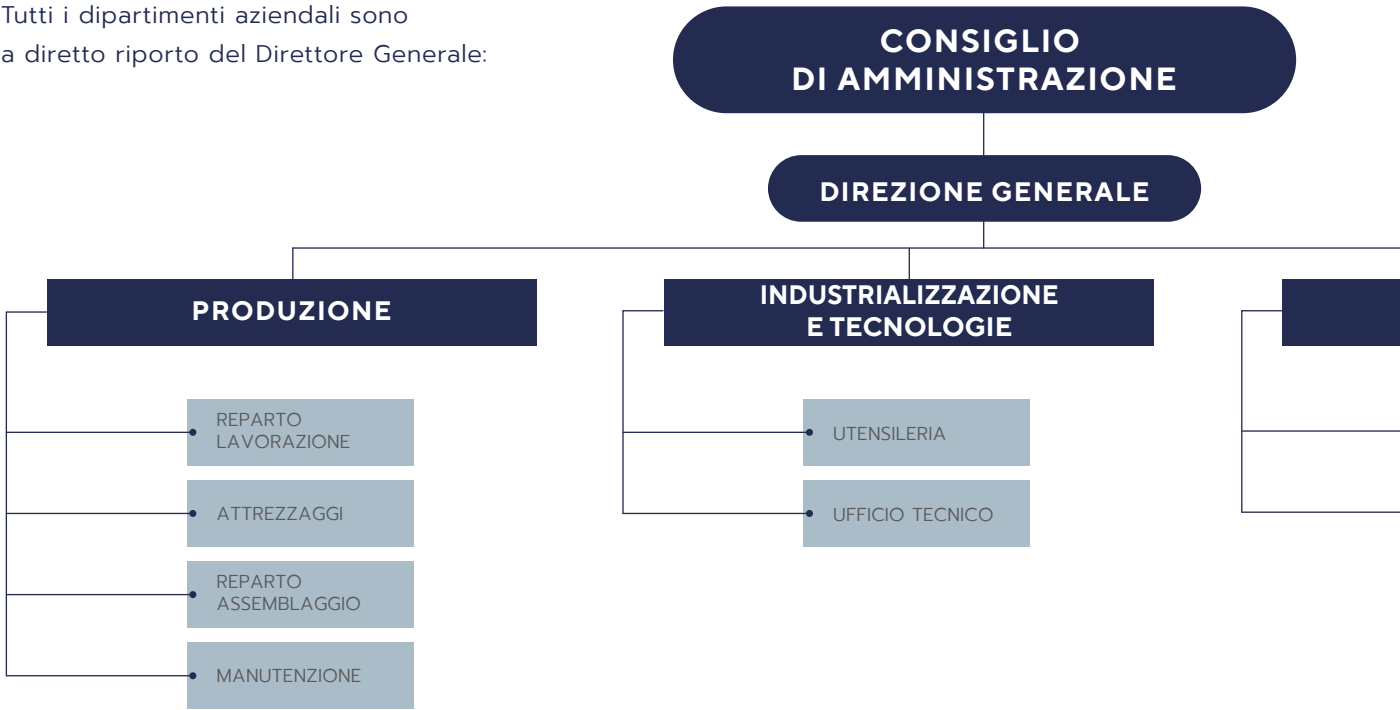 Tutti i dipartimenti aziendali sono
a diretto riporto del Direttore Generale:
CONSIGLIO
DI AMMINISTRAZIONE
DIREZIONE GENERALE
PRODUZIONE
INDUSTRIALIZZAZIONE
E TECNOLOGIE
REPARTO
LAVORAZIONE
ATTREZZAGGI
REPARTO
ASSEMBLAGGIO
MANUTENZIONE
UTENSILERIA
UFFICIO TECNICO